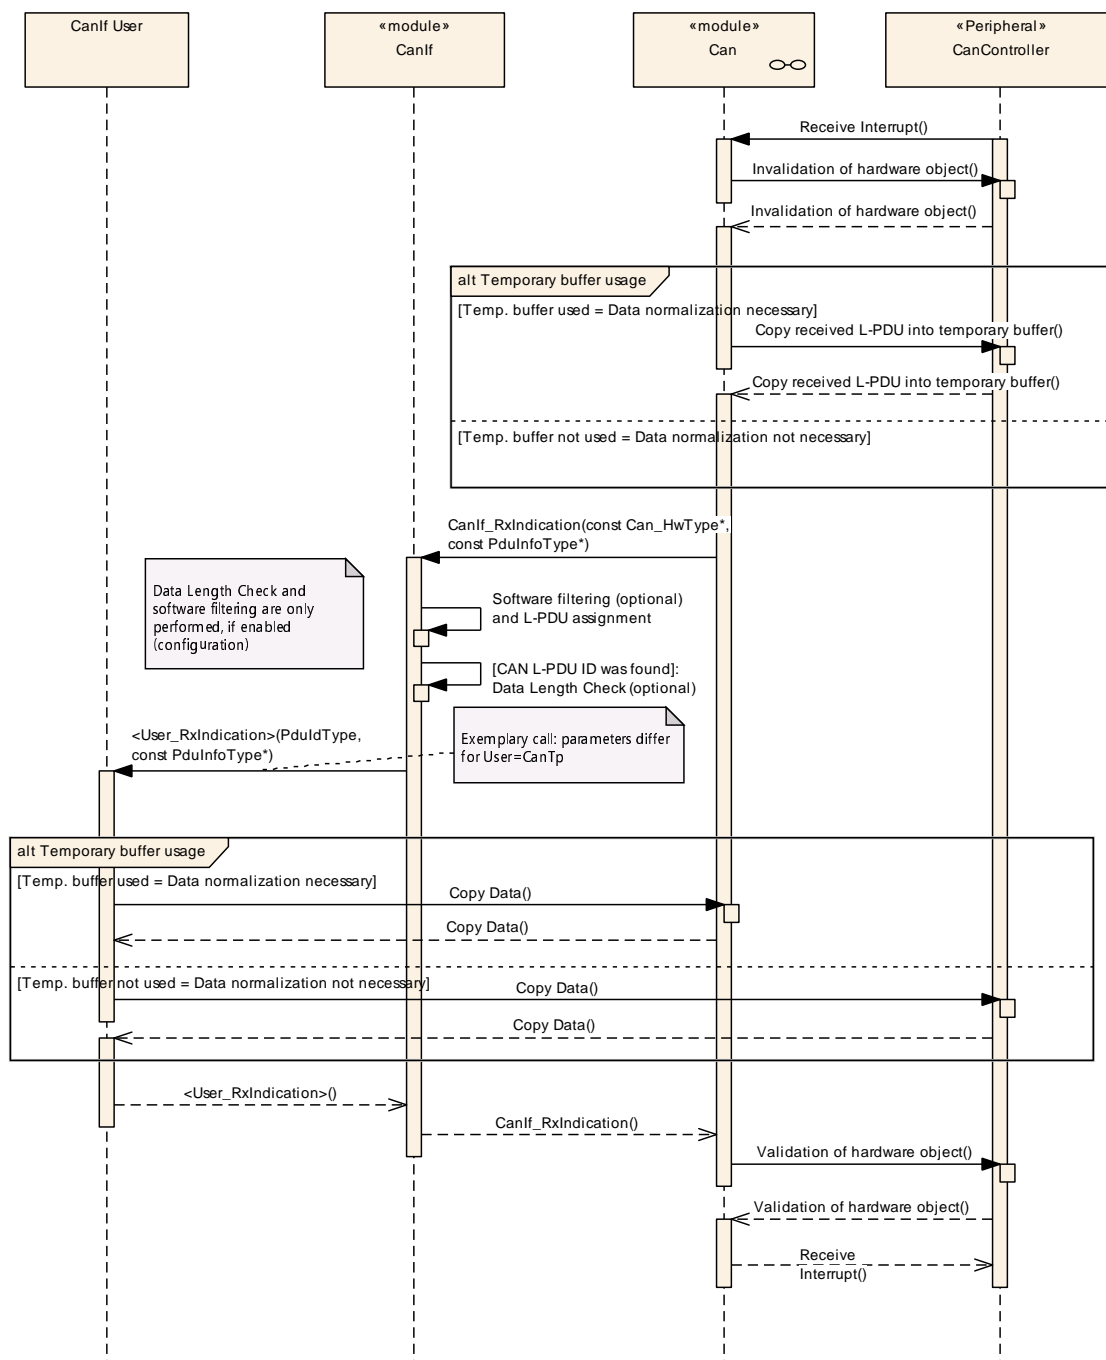 CanIf User
«module»
CanIf
«module»
Can
«Peripheral»
CanController
Receive Interrupt()
Invalidation of hardware object()
Invalidation of hardware object()
alt Temporary buffer usage
[Temp. buffer used = Data normalization necessary]
Copy received L-PDU into temporary buffer()
Copy received L-PDU into temporary buffer()
[Temp. buffer not used = Data normalization not necessary]
CanIf_RxIndication(const Can_HwType*,
const PduInfoType*)
Data Length Check and
software filtering are only
performed, if enabled
(configuration)
Software filtering (optional)
and L-PDU assignment
[CAN L-PDU ID was found]:
Data Length Check (optional)
<User_RxIndication>(PduIdType,
const PduInfoType*)
Exemplary call: parameters differ
for User=CanTp
alt Temporary buffer usage
[Temp. buffer used = Data normalization necessary]
Copy Data()
Copy Data()
[Temp. buffer not used = Data normalization not necessary]
Copy Data()
Copy Data()
<User_RxIndication>()
CanIf_RxIndication()
Validation of hardware object()
Validation of hardware object()
Receive
Interrupt()